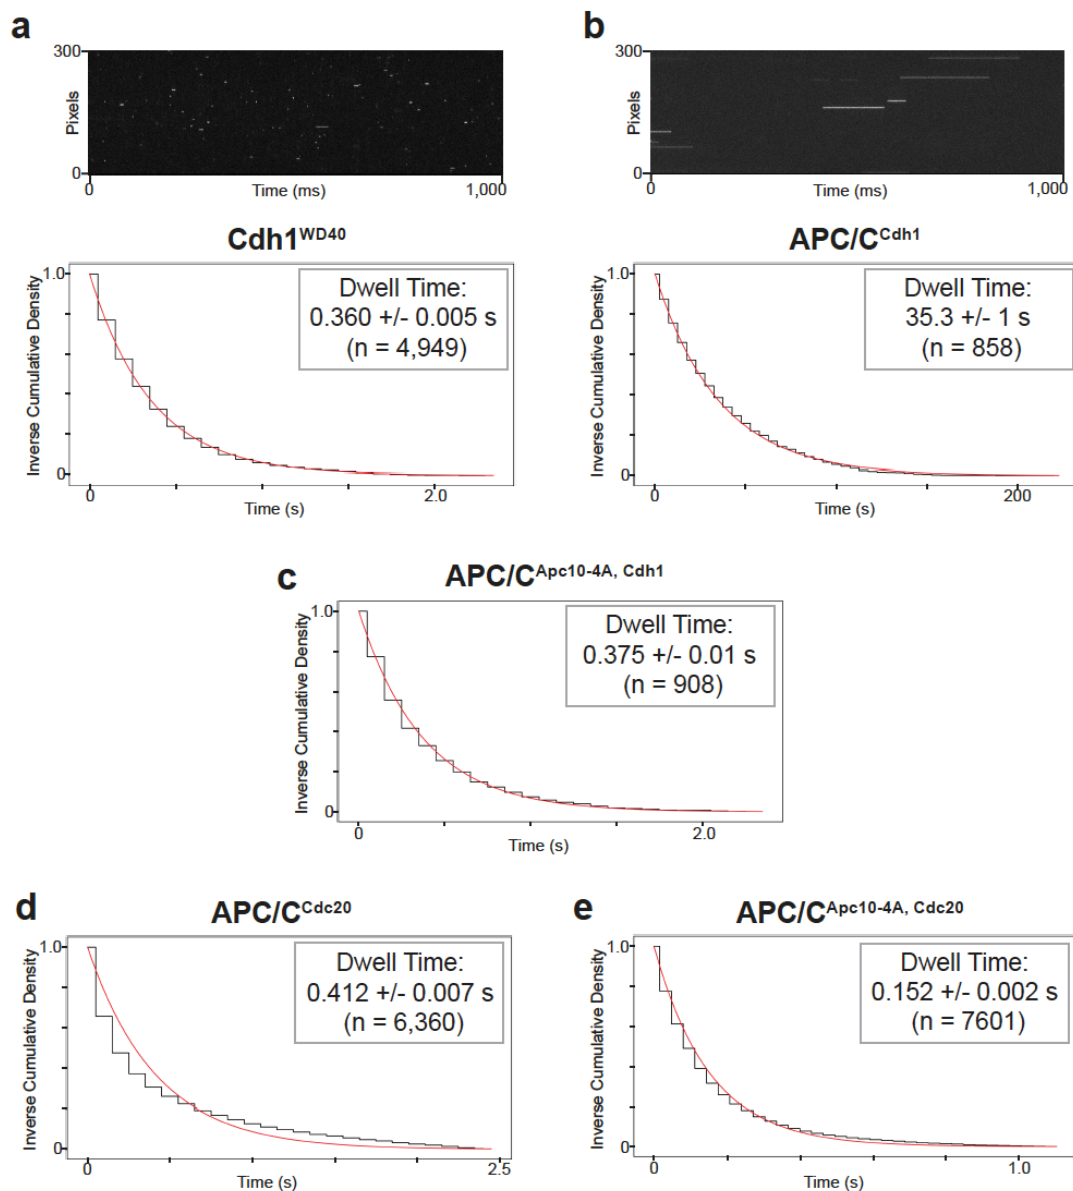 a
300
Pixels
0
0
Time (ms)
1,000
Cdh1WD40
1.0
Inverse Cumulative Density
0
Dwell Time:
0.360 +/- 0.005 s
(n = 4,949)
0
2.0
Time (s)
b
300
Pixels
0
0
Time (ms)
1,000
APC/CCdh1
1.0
Inverse Cumulative Density
0
Dwell Time:
35.3 +/- 1 s
(n = 858)
0
200
Time (s)
c
APC/CApc10-4A, Cdh1
1.0
Inverse Cumulative Density
0
Dwell Time:
0.375 +/- 0.01 s
(n = 908)
0
2.0
Time (s)
d
APC/CCdc20
1.0
Inverse Cumulative Density
0
Dwell Time:
0.412 +/- 0.007 s
(n = 6,360)
0
2.5
Time (s)
e
APC/CApc10-4A, Cdc20
1.0
Inverse Cumulative Density
0
Dwell Time:
0.152 +/- 0.002 s
(n = 7601)
0
1.0
Time (s)